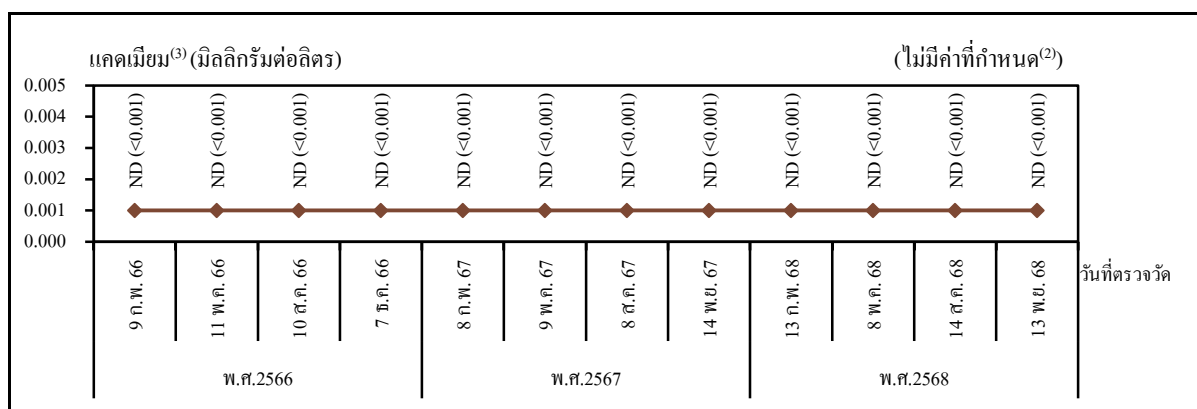 แคดเมียม⁽³⁾ (มิลลิกรัมต่อลิตร) (ไม่มีค่าที่กำหนด⁽²⁾)
0.005
0.004
0.003
0.002
0.001
0.000
ND (<0.001) ND (<0.001) ND (<0.001) ND (<0.001) ND (<0.001) ND (<0.001) ND (<0.001) ND (<0.001) ND (<0.001) ND (<0.001) ND (<0.001) ND (<0.001)
9 ก.พ. 66 11 พ.ค. 66 10 ส.ค. 66 7 ธ.ค. 66 8 ก.พ. 67 9 พ.ค. 67 8 ส.ค. 67 14 พ.ย. 67 13 ก.พ. 68 8 พ.ค. 68 14 ส.ค. 68 13 พ.ย. 68 วันที่ตรวจวัด
พ.ศ.2566 พ.ศ.2567 พ.ศ.2568